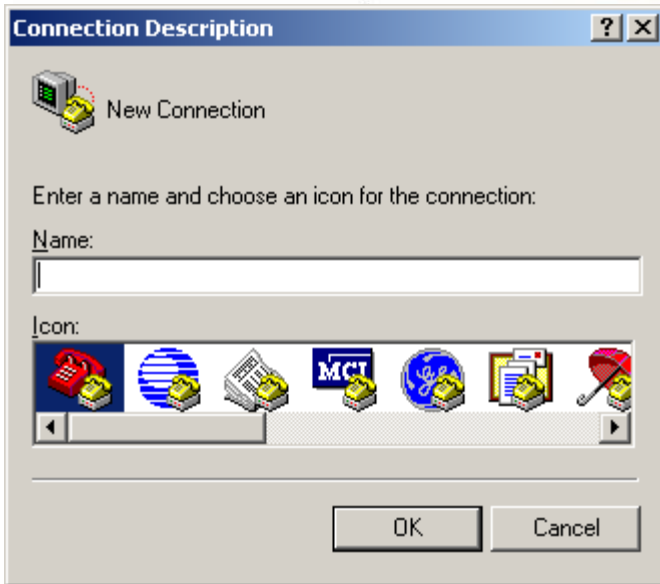 Connection Description
New Connection
Enter a name and choose an icon for the connection:
Name:
Icon:
MCI
OK Cancel